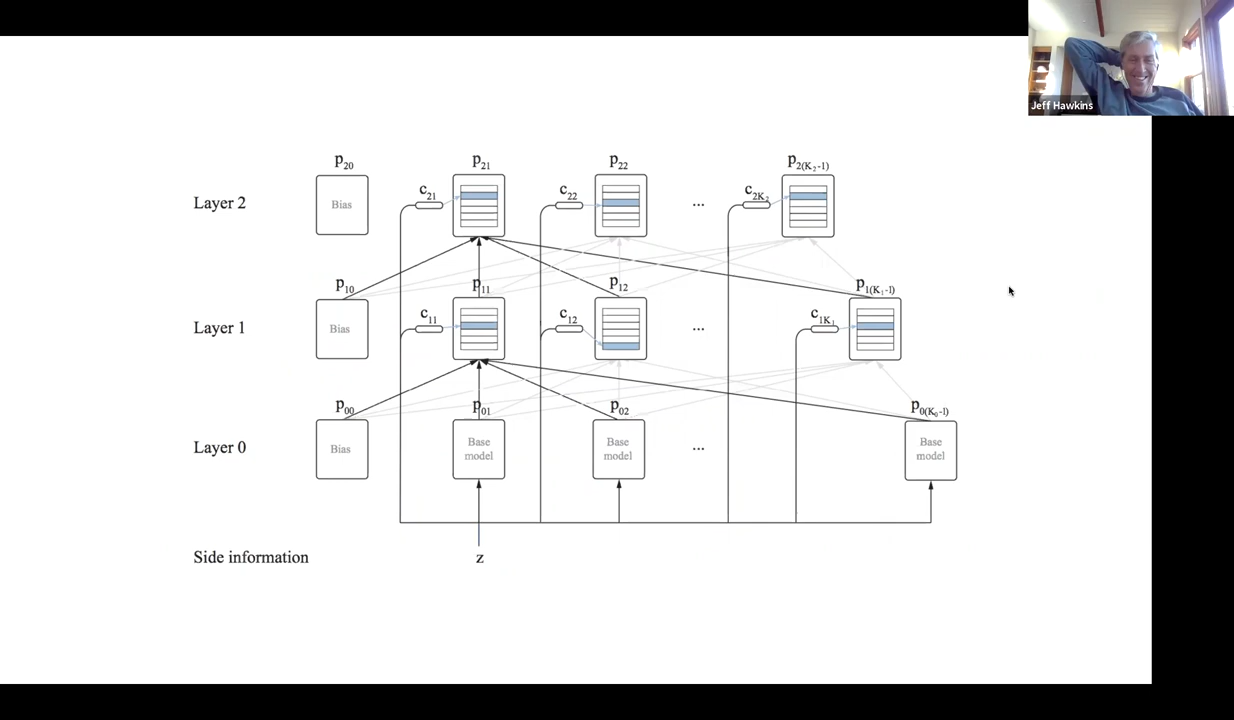 Jeff Hawkins
p20 p21 p22 p2(K2-1)
Layer 2 Bias c21 c22 ... c2K2
p10 p11 p12 p1(K1-1)
Layer 1 Bias c11 c12 ... c1K1
p00 p01 p02 p0(K0-1)
Layer 0 Bias Base model Base model ... Base model
Side information z